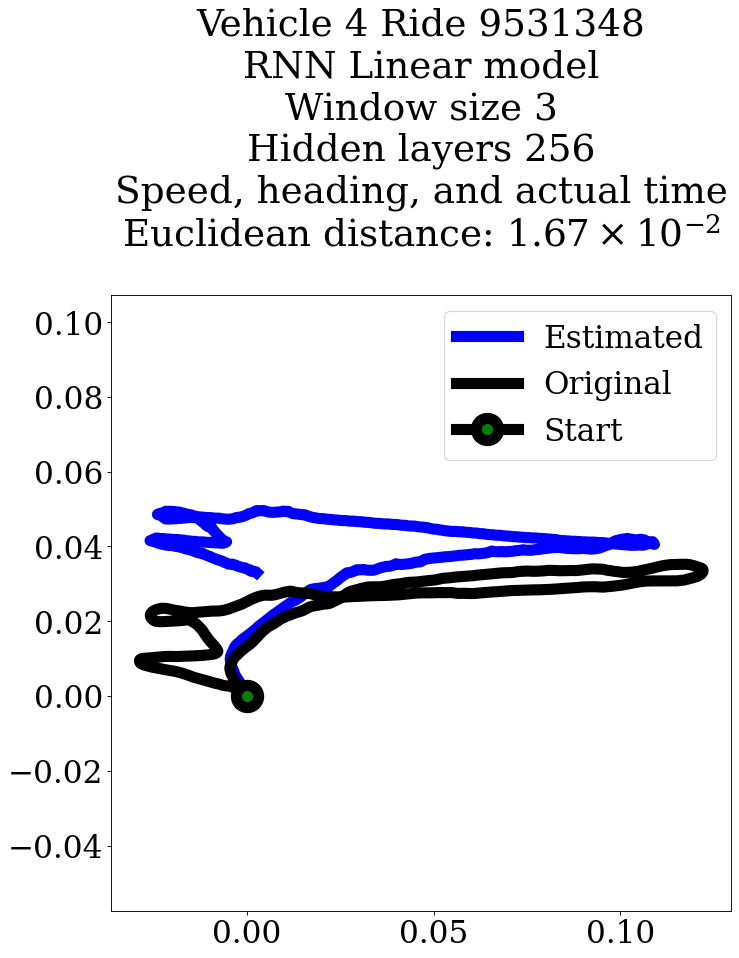 Vehicle 4 Ride 9531348
RNN Linear model
Window size 3
Hidden layers 256
Speed, heading, and actual time
Euclidean distance: 1.67 × 10⁻²
0.10
0.08
0.06
0.04
0.02
0.00
−0.02
−0.04
Estimated
Original
Start
0.00 0.05 0.10